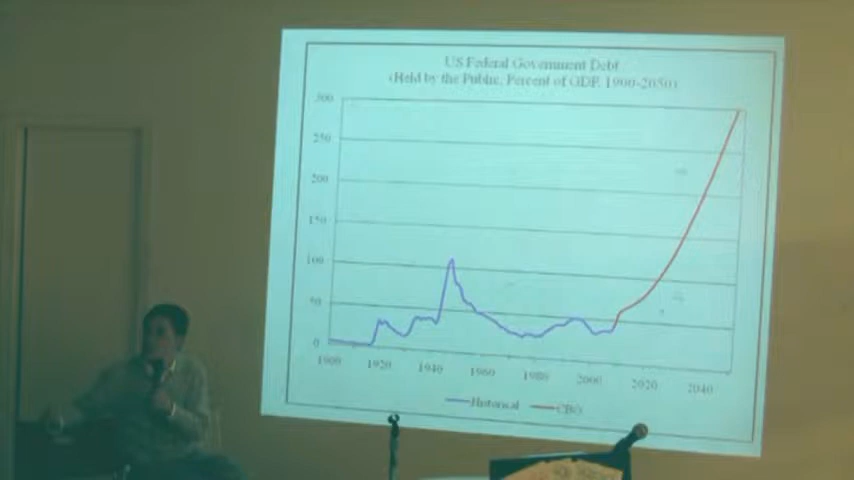 US Federal Government Debt
(Held by the Public, Percent of GDP, 1900-2050)
300
250
200
150
100
50
0
1900 1920 1940 1960 1980 2000 2020 2040
Historical CBO